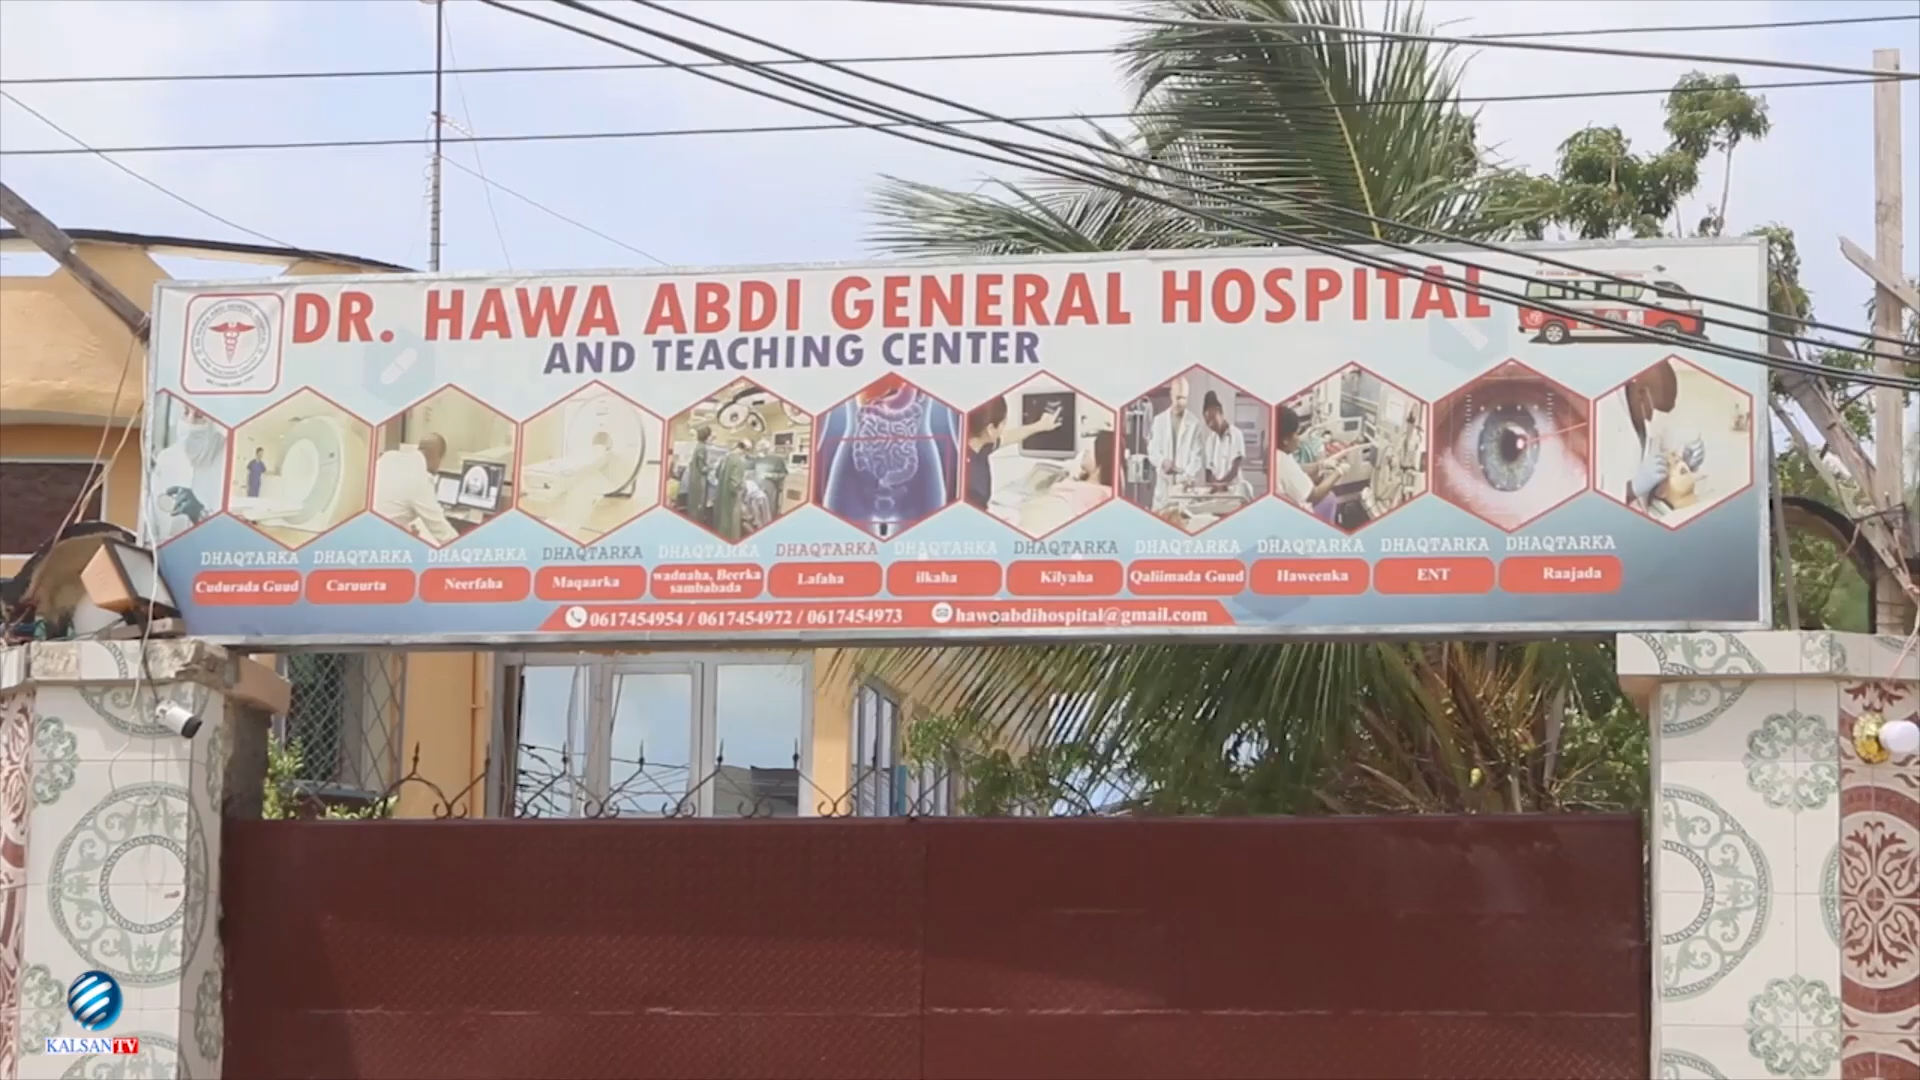 DR. HAWA ABDI GENERAL HOSPITAL
AND TEACHING CENTER
DHAQTARKA DHAQTARKA DHAQTARKA DHAQTARKA DHAQTARKA DHAQTARKA DHAQTARKA DHAQTARKA DHAQTARKA DHAQTARKA DHAQTARKA DHAQTARKA
Cudurada Guud Caruurta Neerfaha Maqaarka wadnaha, Beerka sambabada Lafaha ilkaha Kilyaha Qaliimada Guud Haweenka ENT Raajada
0617454954 / 0617454972 / 0617454973 hawoabdihospital@gmail.com
KALSAN TV